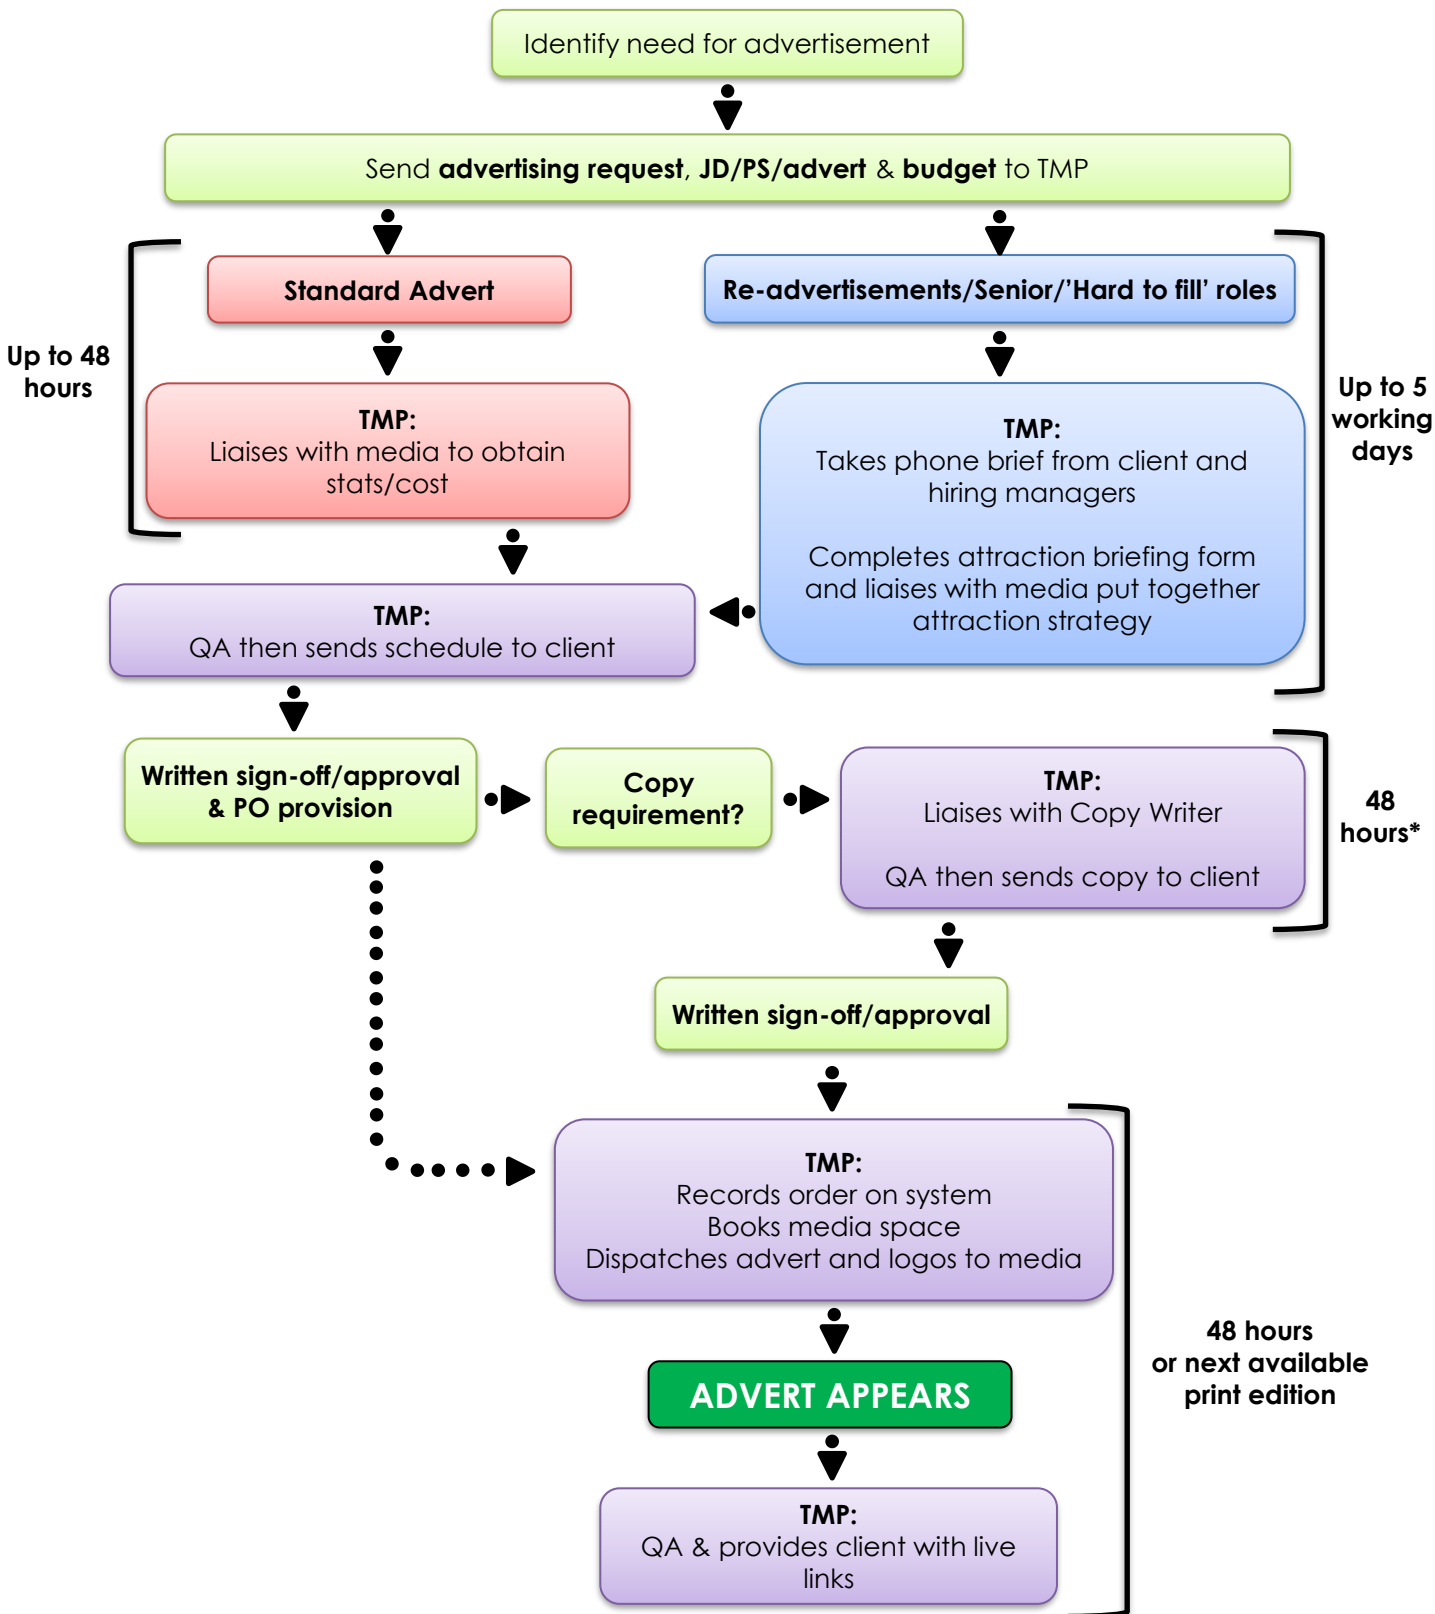 Identify need for advertisement
Send advertising request, JD/PS/advert & budget to TMP
Standard Advert
Re-advertisements/Senior/’Hard to fill’ roles
Up to 48
hours
TMP:
Liaises with media to obtain
stats/cost
TMP:
Takes phone brief from client and
hiring managers
Completes attraction briefing form
and liaises with media put together
attraction strategy
Up to 5
working
days
TMP:
QA then sends schedule to client
Written sign-off/approval
& PO provision
Copy
requirement?
TMP:
Liaises with Copy Writer
QA then sends copy to client
48
hours*
Written sign-off/approval
TMP:
Records order on system
Books media space
Dispatches advert and logos to media
48 hours
or next available
print edition
ADVERT APPEARS
TMP:
QA & provides client with live
links